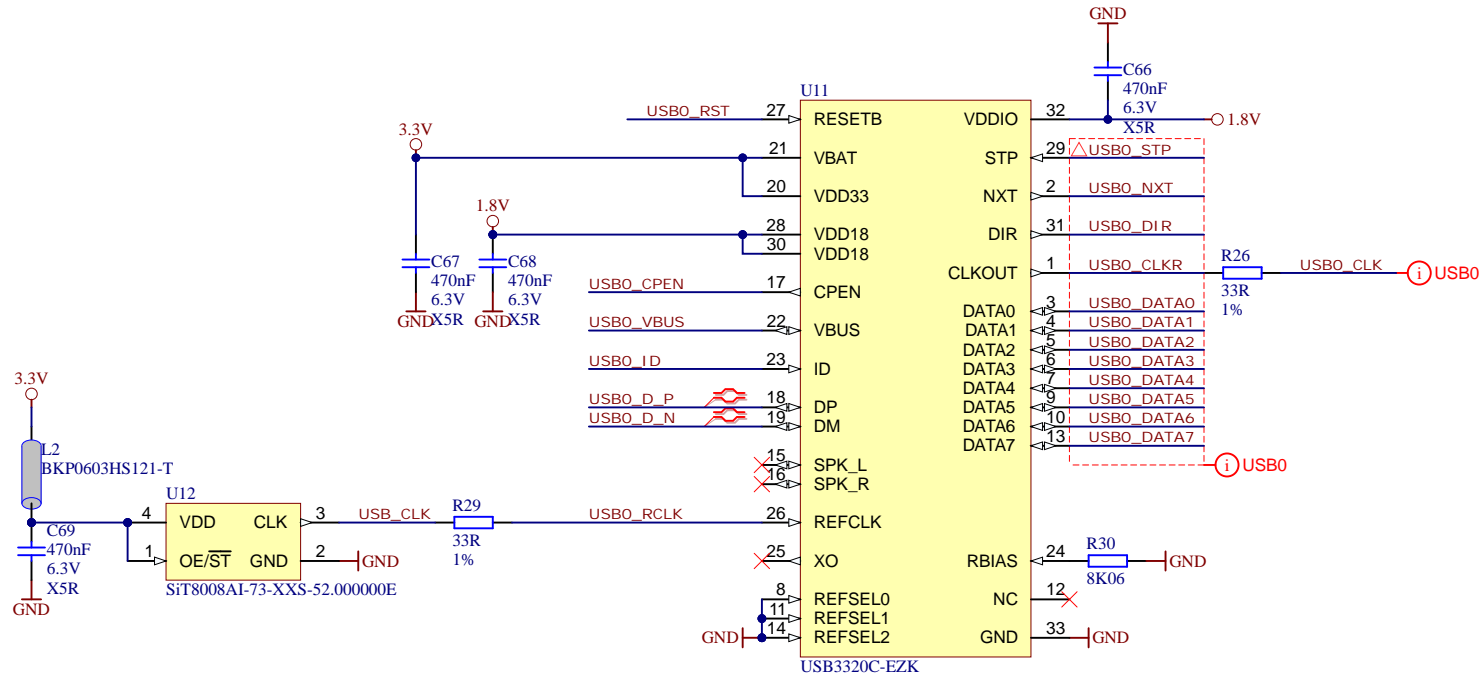 GND
C66
470nF
6.3V
X5R
U11
USB0_RST
27
RESETB
VDDIO
32
1.8V
3.3V
21
VBAT
STP
29
USB0_STP
20
VDD33
NXT
2
USB0_NXT
1.8V
28
VDD18
DIR
31
USB0_DIR
30
VDD18
C67
470nF
6.3V
X5R
GND
C68
470nF
6.3V
X5R
GND
CLKOUT
1
USB0_CLKR
R26
33R
1%
USB0_CLK
i
USB0
USB0_CPEN
17
CPEN
DATA0
3
USB0_DATA0
USB0_VBUS
22
VBUS
DATA1
4
USB0_DATA1
DATA2
5
USB0_DATA2
USB0_ID
23
ID
DATA3
6
USB0_DATA3
DATA4
7
USB0_DATA4
USB0_D_P
18
DP
DATA5
9
USB0_DATA5
USB0_D_N
19
DM
DATA6
10
USB0_DATA6
DATA7
13
USB0_DATA7
i
USB0
15
SPK_L
16
SPK_R
3.3V
L2
BKP0603HS121-T
U12
4
VDD
CLK
3
USB_CLK
R29
33R
1%
USB0_RCLK
26
REFCLK
C69
470nF
6.3V
X5R
GND
1
OE/ST
GND
2
GND
SiT8008AI-73-XXS-52.000000E
25
XO
RBIAS
24
R30
8K06
GND
8
REFSEL0
NC
12
11
REFSEL1
GND
14
REFSEL2
GND
33
GND
USB3320C-EZK